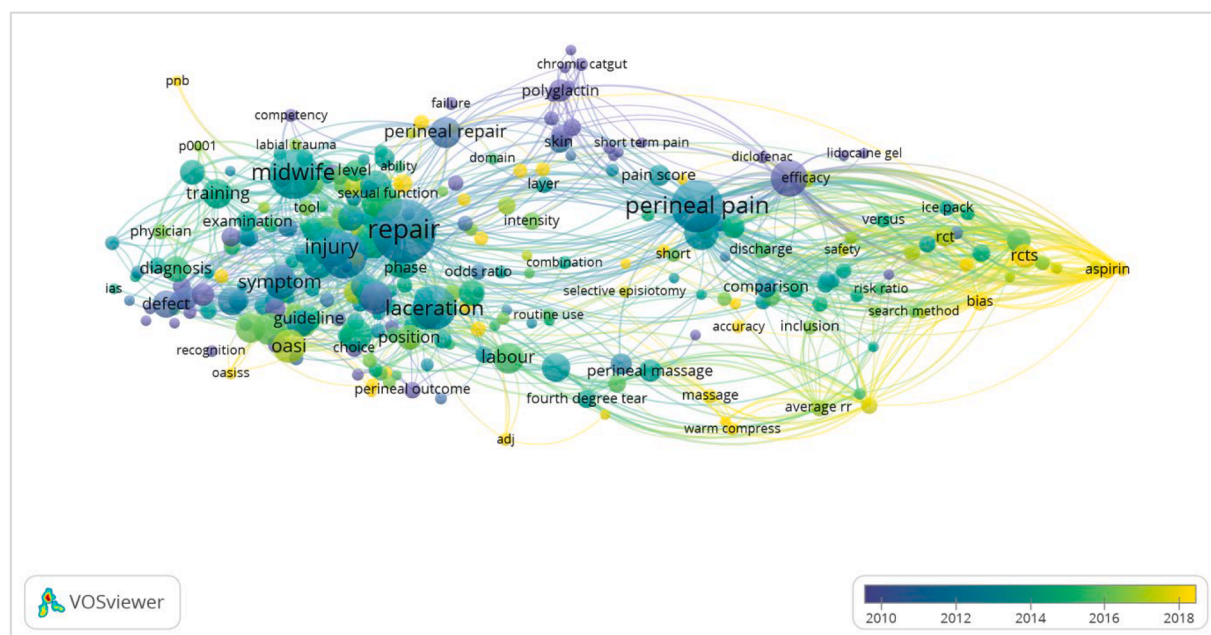 chromic catgut
pnb
polyglactin
competency
failure
perineal repair
p0001
labial trauma
skin
short term pain
diclofenac
lidocaine gel
midwife
level
ability
domain
training
sexual function
layer
pain score
efficacy
tool
perineal pain
ice pack
examination
intensity
versus
physician
injury
repair
discharge
safety
rct
short
rcts
diagnosis
phase
odds ratio
combination
aspirin
ias
symptom
selective episiotomy
comparison
risk ratio
defect
laceration
bias
guideline
routine use
search method
accuracy
inclusion
recognition
oasi
choice
position
labour
oasiss
perineal outcome
perineal massage
fourth degree tear
massage
average rr
adj
warm compress
VOSviewer
2010 2012 2014 2016 2018